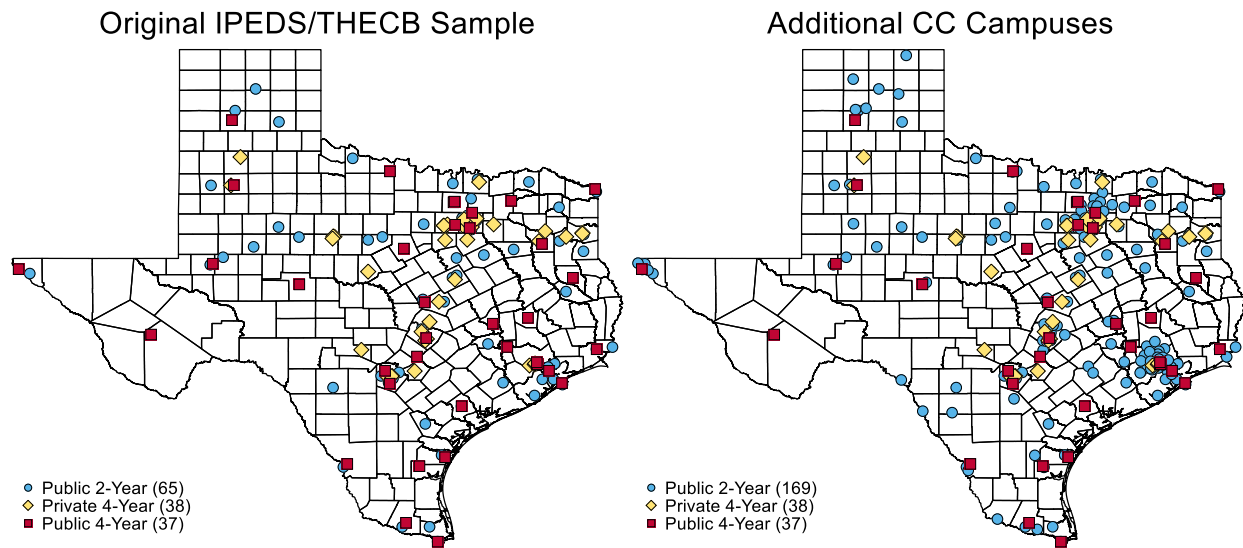 Original IPEDS/THECB Sample
Public 2-Year (65)
Private 4-Year (38)
Public 4-Year (37)
Additional CC Campuses
Public 2-Year (169)
Private 4-Year (38)
Public 4-Year (37)